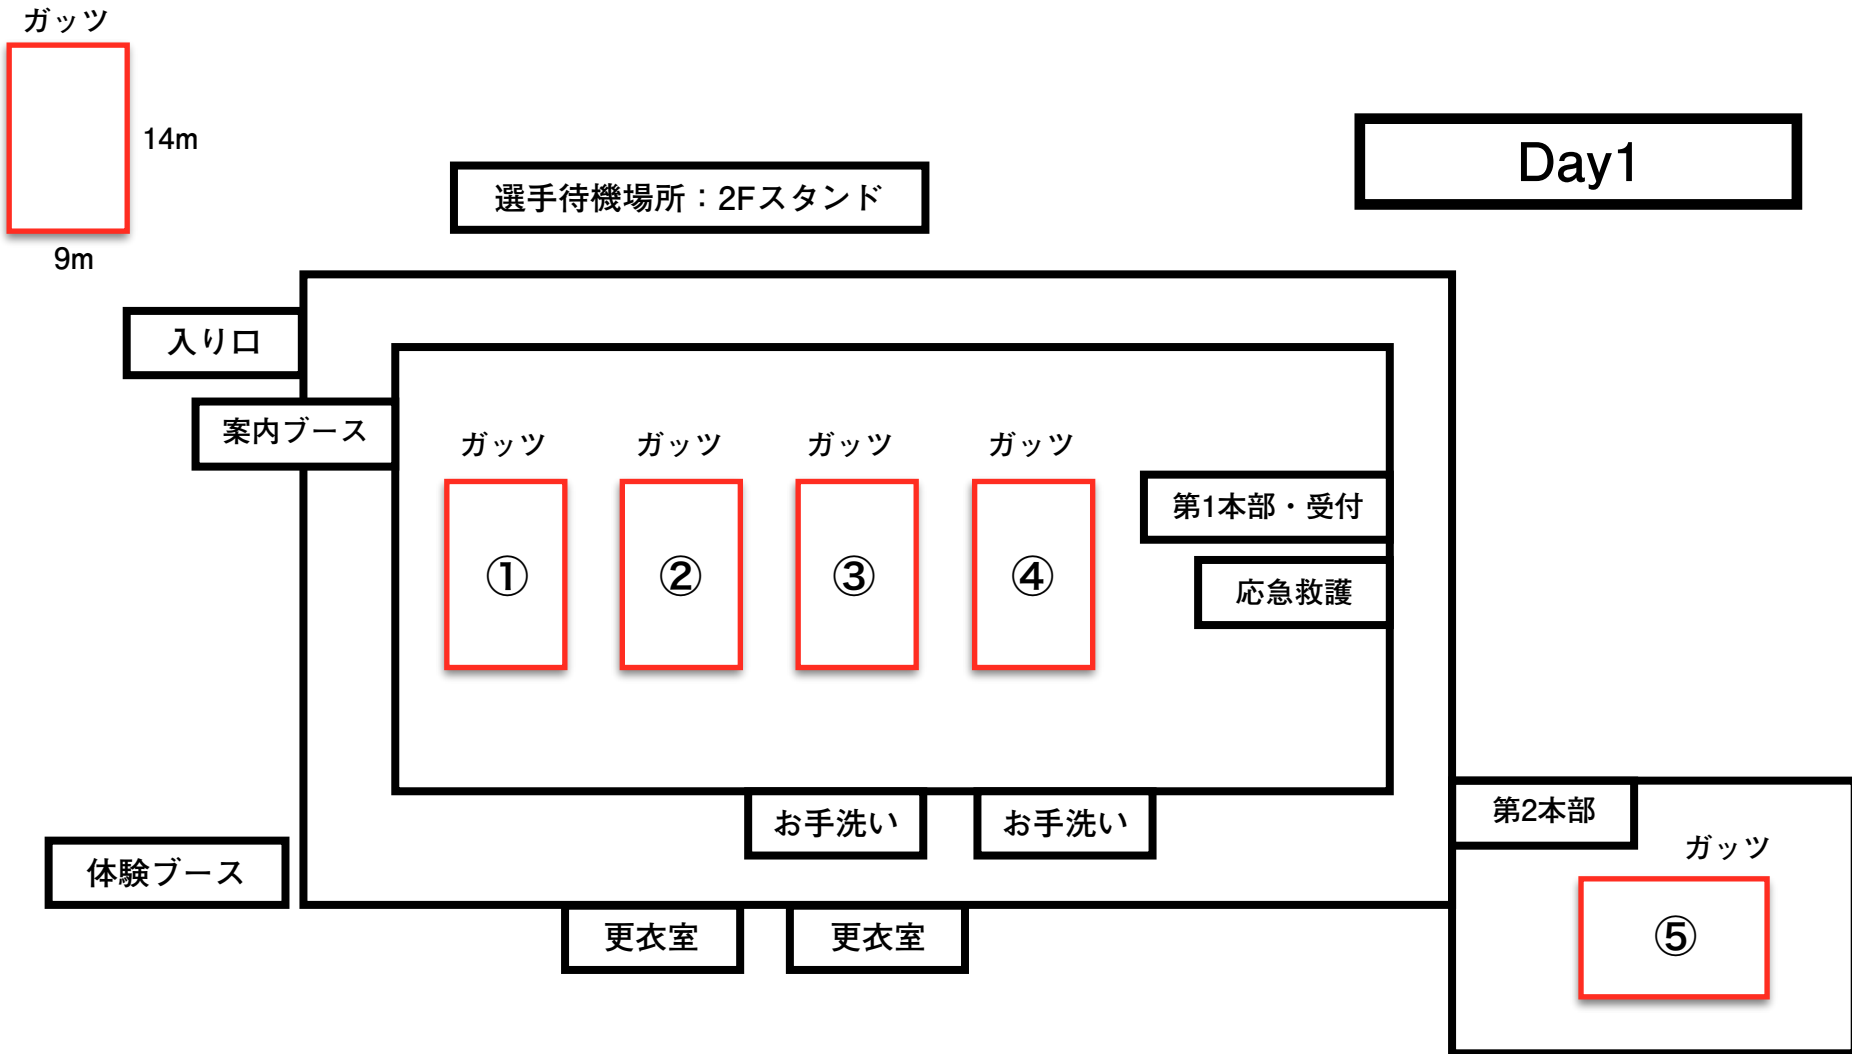 ガッツ
14m
9m
Day1
選手待機場所：2Fスタンド
入り口
案内ブース
ガッツ
ガッツ
ガッツ
ガッツ
①
②
③
④
第1本部・受付
応急救護
お手洗い
お手洗い
体験ブース
更衣室
更衣室
第2本部
ガッツ
⑤